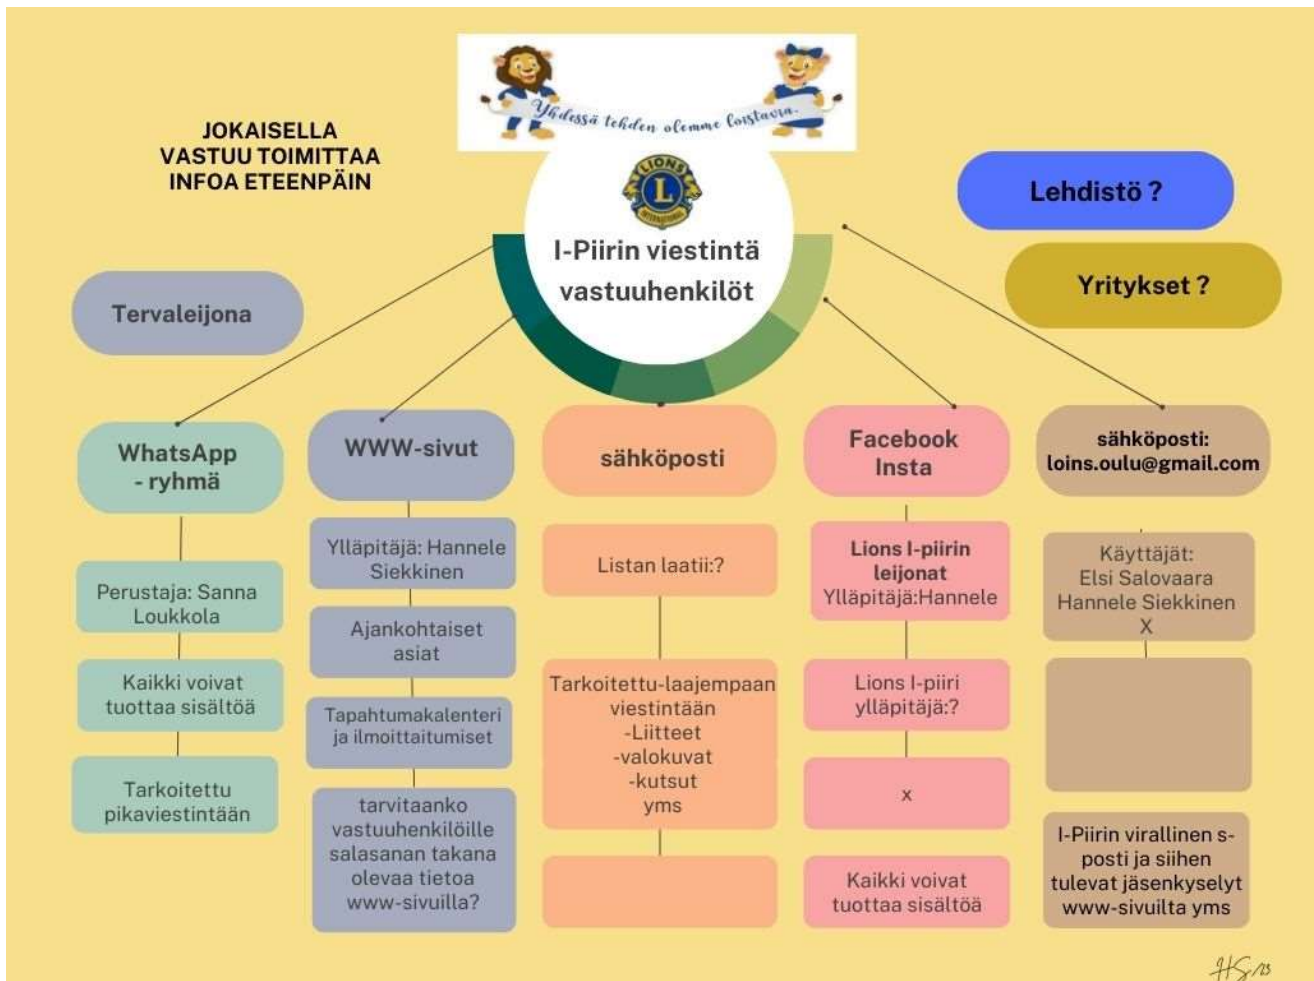 Yhdessä tehden olemme loistavia.
JOKAISELLA
VASTUU TOIMITTAA
INFOA ETEENPÄIN
LIONS
L
INTERNATIONAL
I-Piirin viestintä
vastuuhenkilöt
Lehdistö ?
Yritykset ?
Tervaleijona
WhatsApp
- ryhmä
Perustaja: Sanna
Loukkola
Kaikki voivat
tuottaa sisältöä
Tarkoitettu
pikaviestintään
WWW-sivut
Ylläpitäjä: Hannele
Siekkinen
Ajankohtaiset
asiat
Tapahtumakalenteri
ja ilmoittaitumiset
tarvitaanko
vastuuhenkilöille
salasanan takana
olevaa tietoa
www-sivuilla?
sähköposti
Listan laatii:?
Tarkoitettu-laajempaan
viestintään
-Liitteet
-valokuvat
-kutsut
yms
Facebook
Insta
Lions I-piirin
leijonat
Ylläpitäjä:Hannele
Lions I-piiri
ylläpitäjä:?
x
Kaikki voivat
tuottaa sisältöä
sähköposti:
loins.oulu@gmail.com
Käyttäjät:
Elsi Salovaara
Hannele Siekkinen
X
I-Piirin virallinen s-
posti ja siihen
tulevat jäsenkyselyt
www-sivuilta yms
HS/23